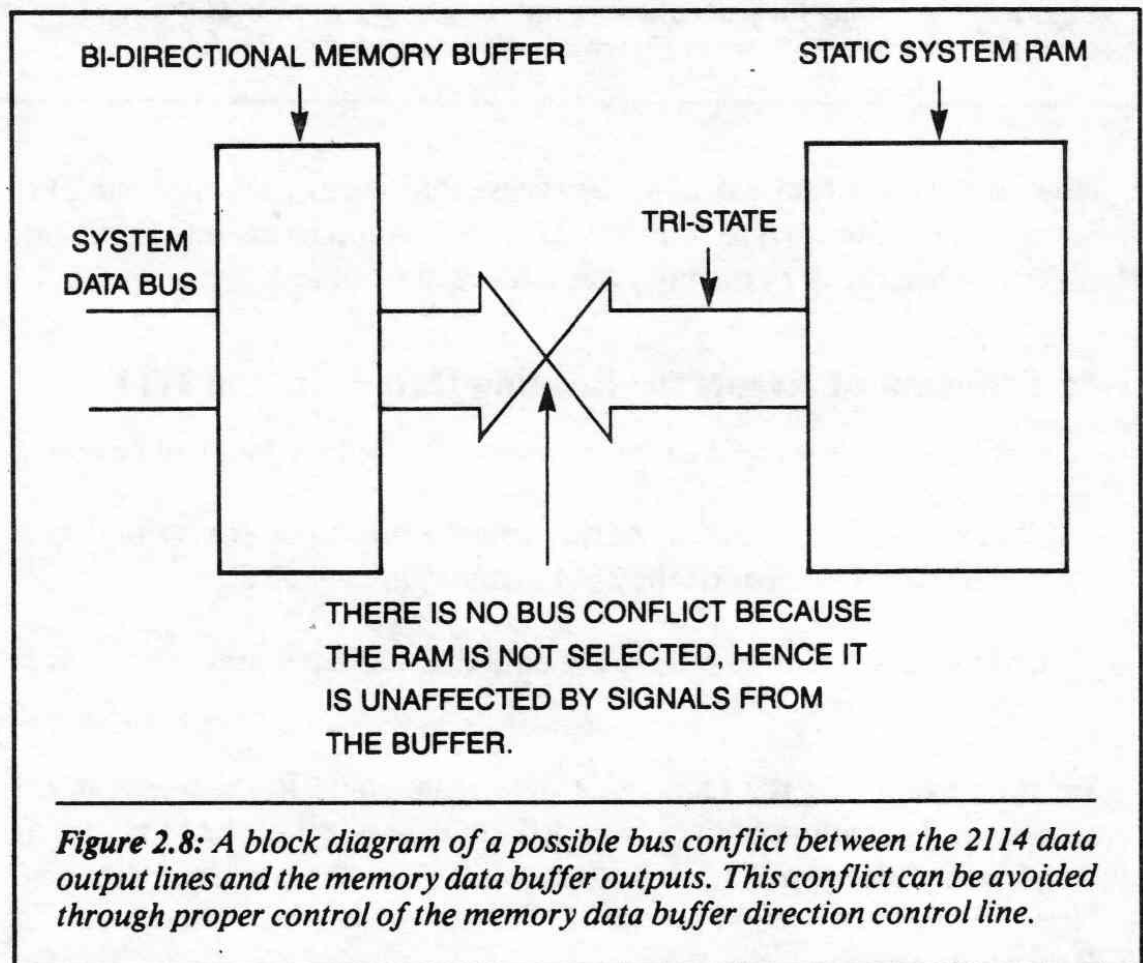 BI-DIRECTIONAL MEMORY BUFFER
STATIC SYSTEM RAM
TRI-STATE
SYSTEM
DATA BUS
THERE IS NO BUS CONFLICT BECAUSE
THE RAM IS NOT SELECTED, HENCE IT
IS UNAFFECTED BY SIGNALS FROM
THE BUFFER.
Figure 2.8: A block diagram of a possible bus conflict between the 2114 data
output lines and the memory data buffer outputs. This conflict can be avoided
through proper control of the memory data buffer direction control line.